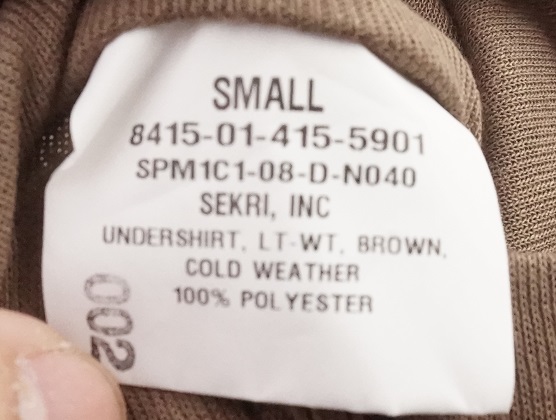 SMALL
8415-01-415-5901
SPM1C1-08-D-N040
SEKRI, INC
UNDERSHIRT, LT-WT, BROWN,
COLD WEATHER
100% POLYESTER
002